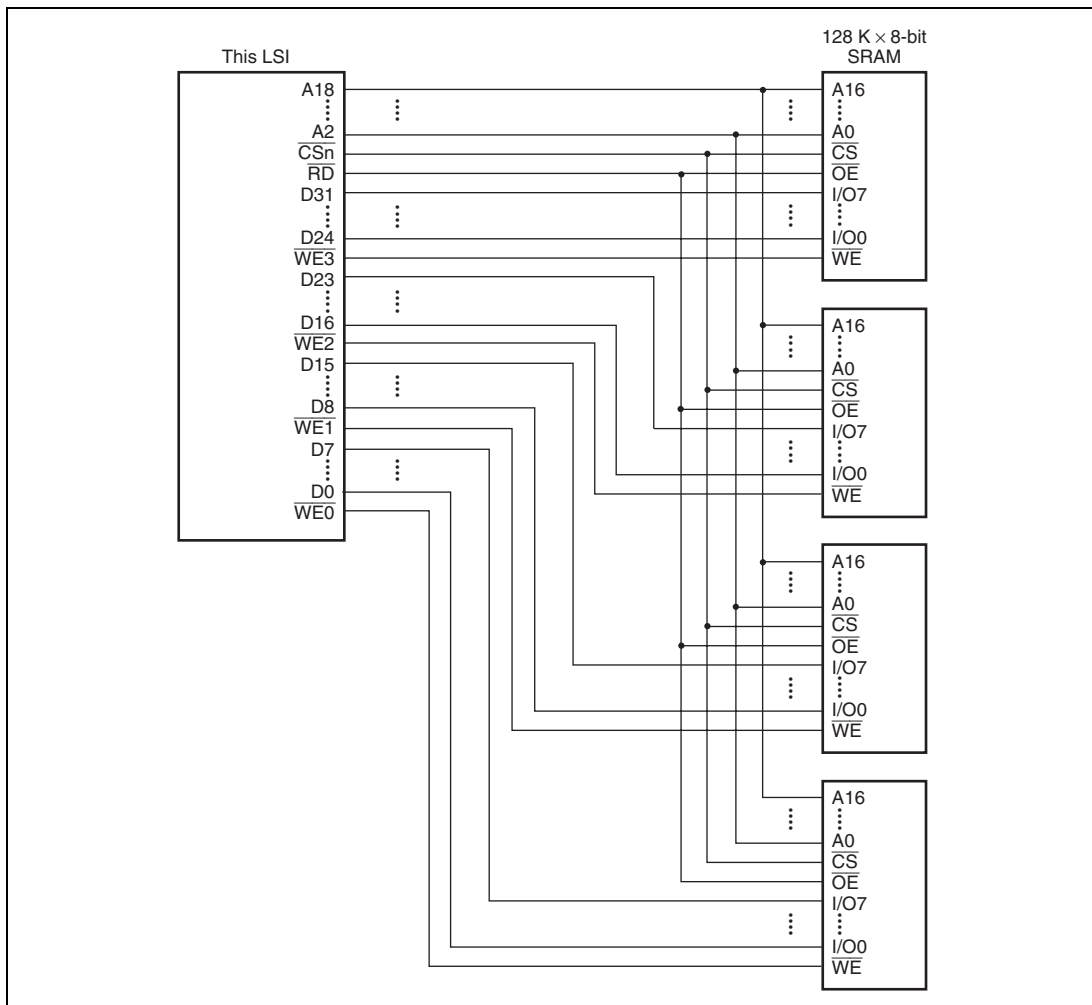 This LSI
A18
A2
CSn
RD
D31
D24
WE3
D23
D16
WE2
D15
D8
WE1
D7
D0
WE0
128 K × 8-bit
SRAM
A16
A0
CS
OE
I/O7
I/O0
WE
A16
A0
CS
OE
I/O7
I/O0
WE
A16
A0
CS
OE
I/O7
I/O0
WE
A16
A0
CS
OE
I/O7
I/O0
WE